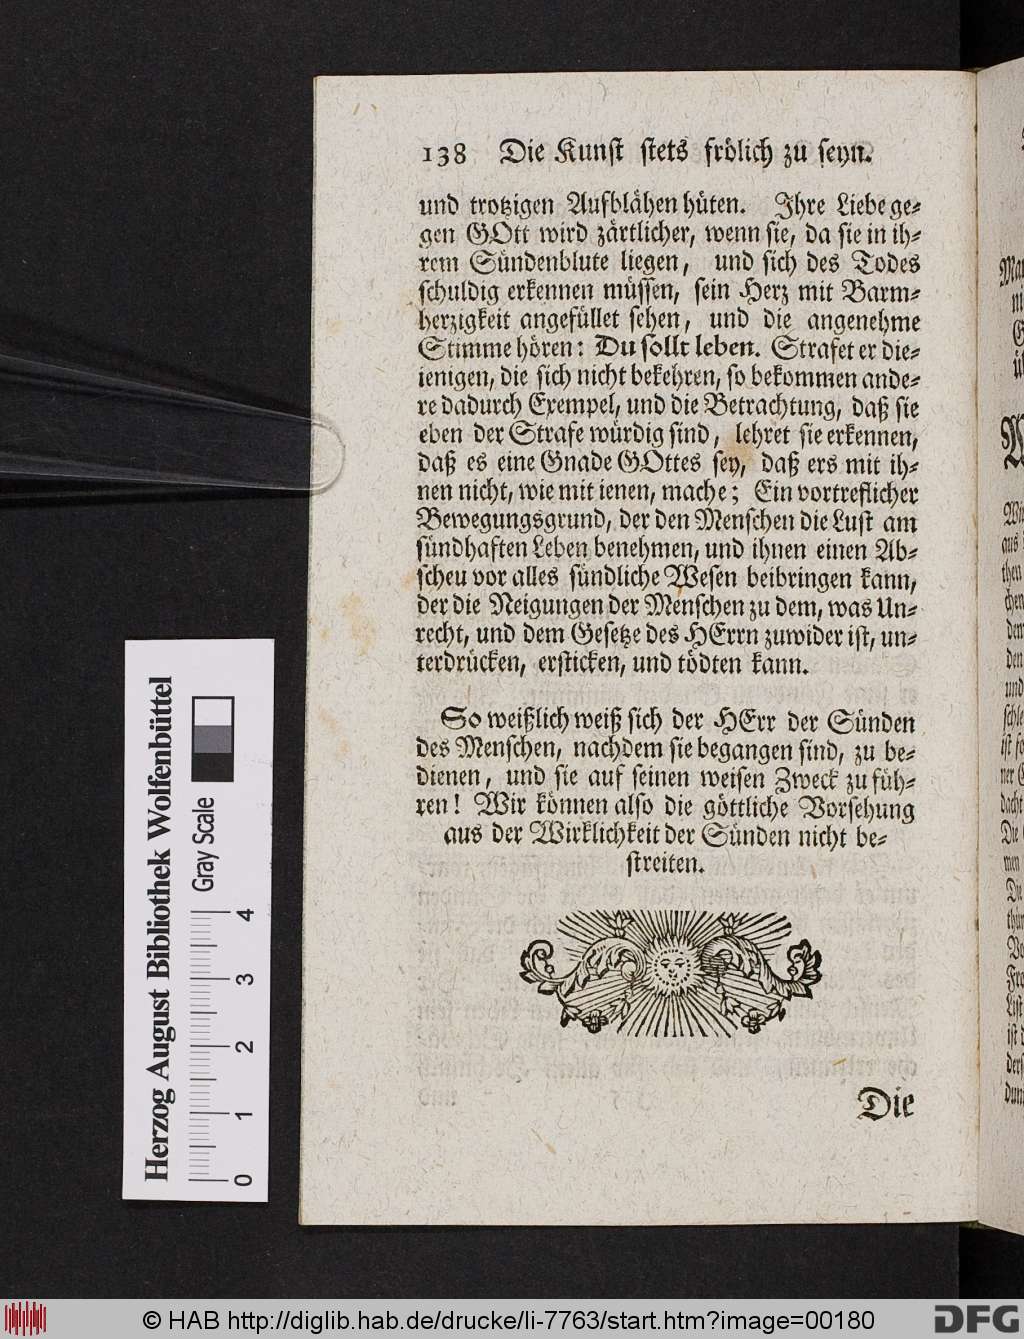 138 Die Kunst stets frölich zu seyn.
und trotzigen Aufblähen hüten. Ihre Liebe ge-
gen GOtt wird zärtlicher, wenn sie, da sie in ih-
rem Sündenblute liegen, und sich des Todes
schuldig erkennen müssen, sein Herz mit Barm-
herzigkeit angefüllet sehen, und die angenehme
Stimme hören: Du sollt leben. Strafet er die-
ienigen, die sich nicht bekehren, so bekommen ande-
re dadurch Exempel, und die Betrachtung, daß sie
eben der Strafe würdig sind, lehret sie erkennen,
daß es eine Gnade GOttes sey, daß ers mit ih-
nen nicht, wie mit ienen, mache; Ein vortreflicher
Bewegungsgrund, der den Menschen die Lust am
sündhaften Leben benehmen, und ihnen einen Ab-
scheu vor alles sündliche Wesen beibringen kann,
der die Neigungen der Menschen zu dem, was Un-
recht, und dem Gesetze des HErrn zuwider ist, un-
terdrücken, ersticken, und tödten kann.
So weißlich weiß sich der HErr der Sünden
des Menschen, nachdem sie begangen sind, zu be-
dienen, und sie auf seinen weisen Zweck zu füh-
ren! Wir können also die göttliche Vorsehung
aus der Wirklichkeit der Sünden nicht be-
streiten.
Die
Herzog August Bibliothek Wolfenbüttel
Gray Scale
0 1 2 3 4
© HAB http://diglib.hab.de/drucke/li-7763/start.htm?image=00180
DFG